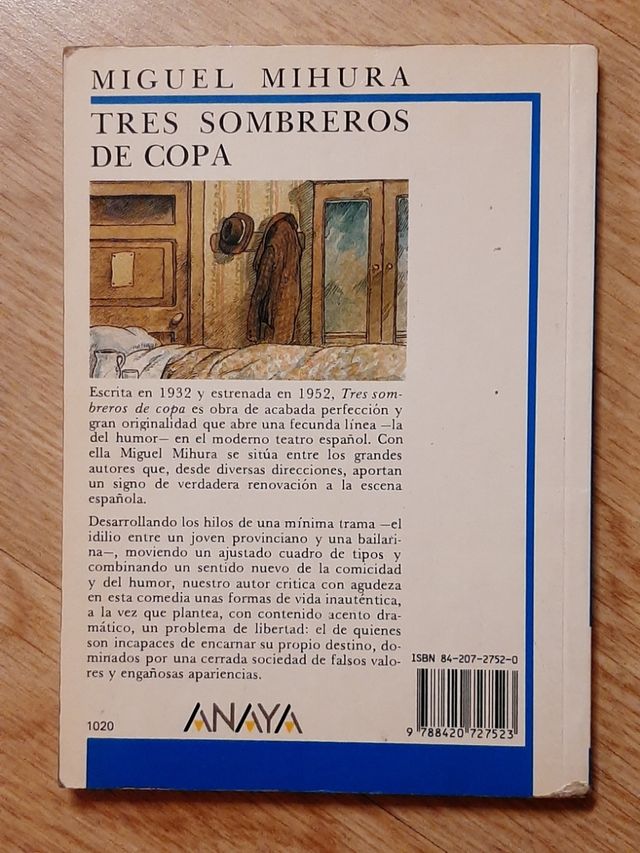 MIGUEL MIHURA
TRES SOMBREROS
DE COPA
Escrita en 1932 y estrenada en 1952, Tres som-
breros de copa es obra de acabada perfección y
gran originalidad que abre una fecunda línea —la
del humor— en el moderno teatro español. Con
ella Miguel Mihura se sitúa entre los grandes
autores que, desde diversas direcciones, aportan
un signo de verdadera renovación a la escena
española.
Desarrollando los hilos de una mínima trama —el
idilio entre un joven provinciano y una bailari-
na—, moviendo un ajustado cuadro de tipos y
combinando un sentido nuevo de la comicidad
y del humor, nuestro autor critica con agudeza
en esta comedia unas formas de vida inauténtica,
a la vez que plantea, con contenido acento dra-
mático, un problema de libertad: el de quienes
son incapaces de encarnar su propio destino, do-
minados por una cerrada sociedad de falsos valo-
res y engañosas apariencias.
ISBN 84-207-2752-0
1020
ANAYA
9 788420 727523